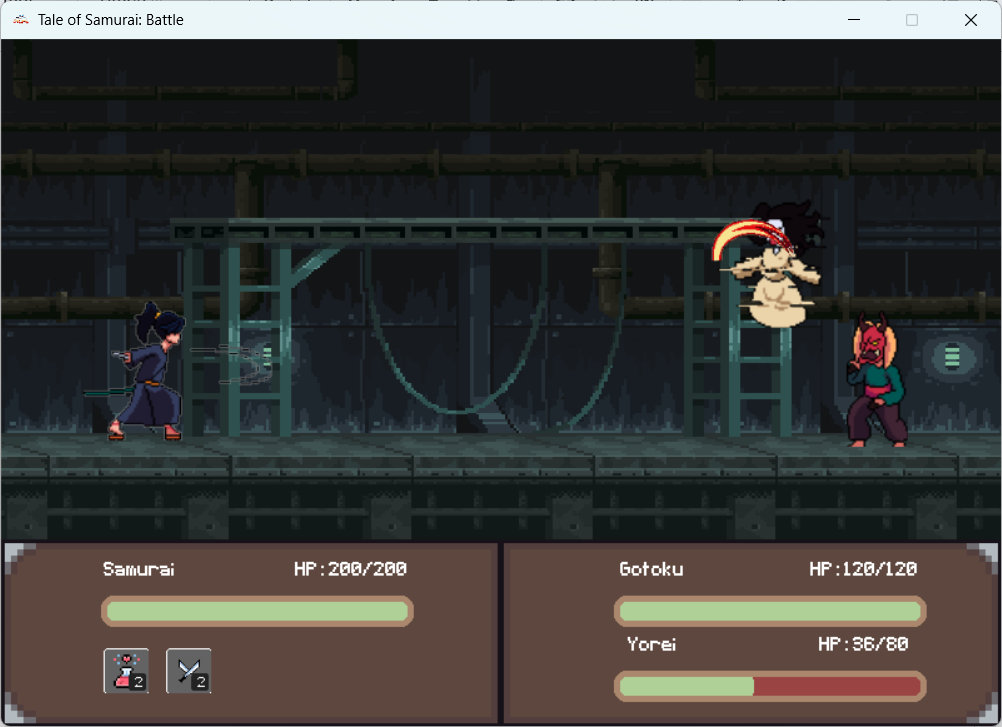 Tale of Samurai: Battle
Samurai HP:200/200
2 2
Gotoku HP:120/120
Yorei HP:36/80